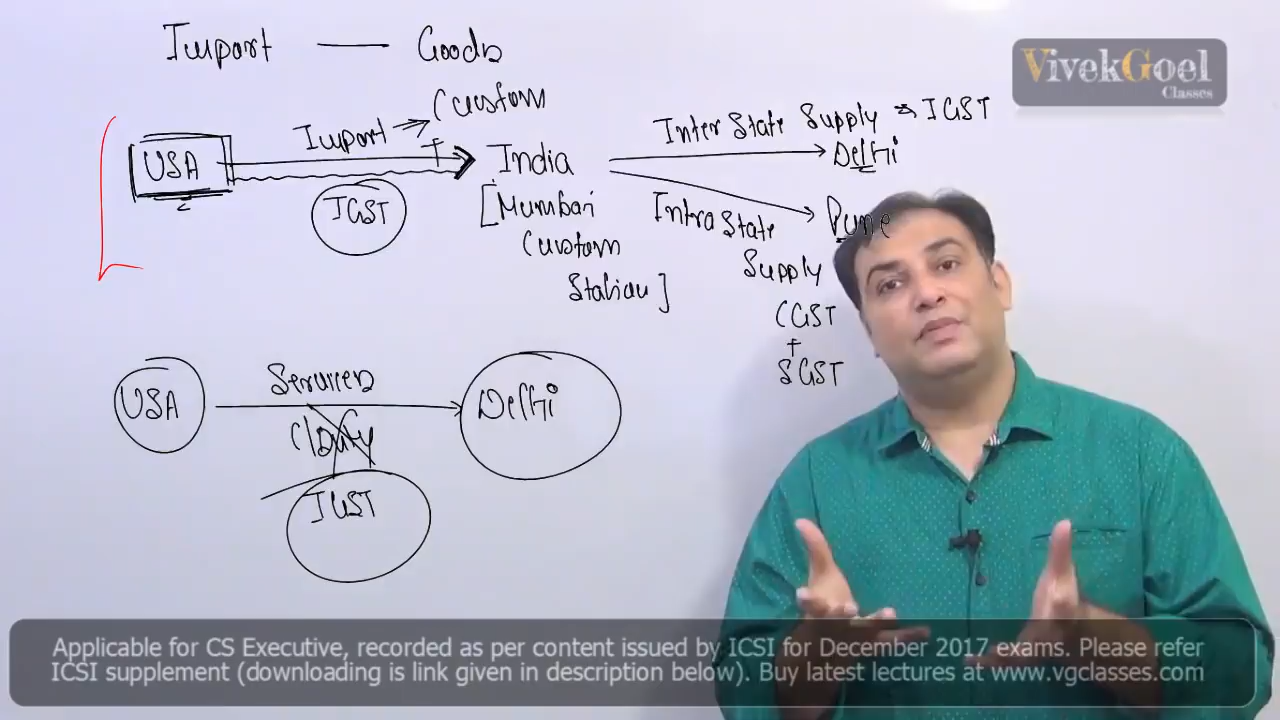 Import — Goods
VivekGoel
Classes
(Custom
Import
+
USA
IGST
India
[Mumbai
Custom
Station]
Inter State Supply → IGST
Delhi
Intra State
Supply
Pune
CGST
+
SGST
USA
Services
C/Duty
IGST
Delhi
Applicable for CS Executive, recorded as per content issued by ICSI for December 2017 exams. Please refer
ICSI supplement (downloading is link given in description below). Buy latest lectures at www.vgclasses.com